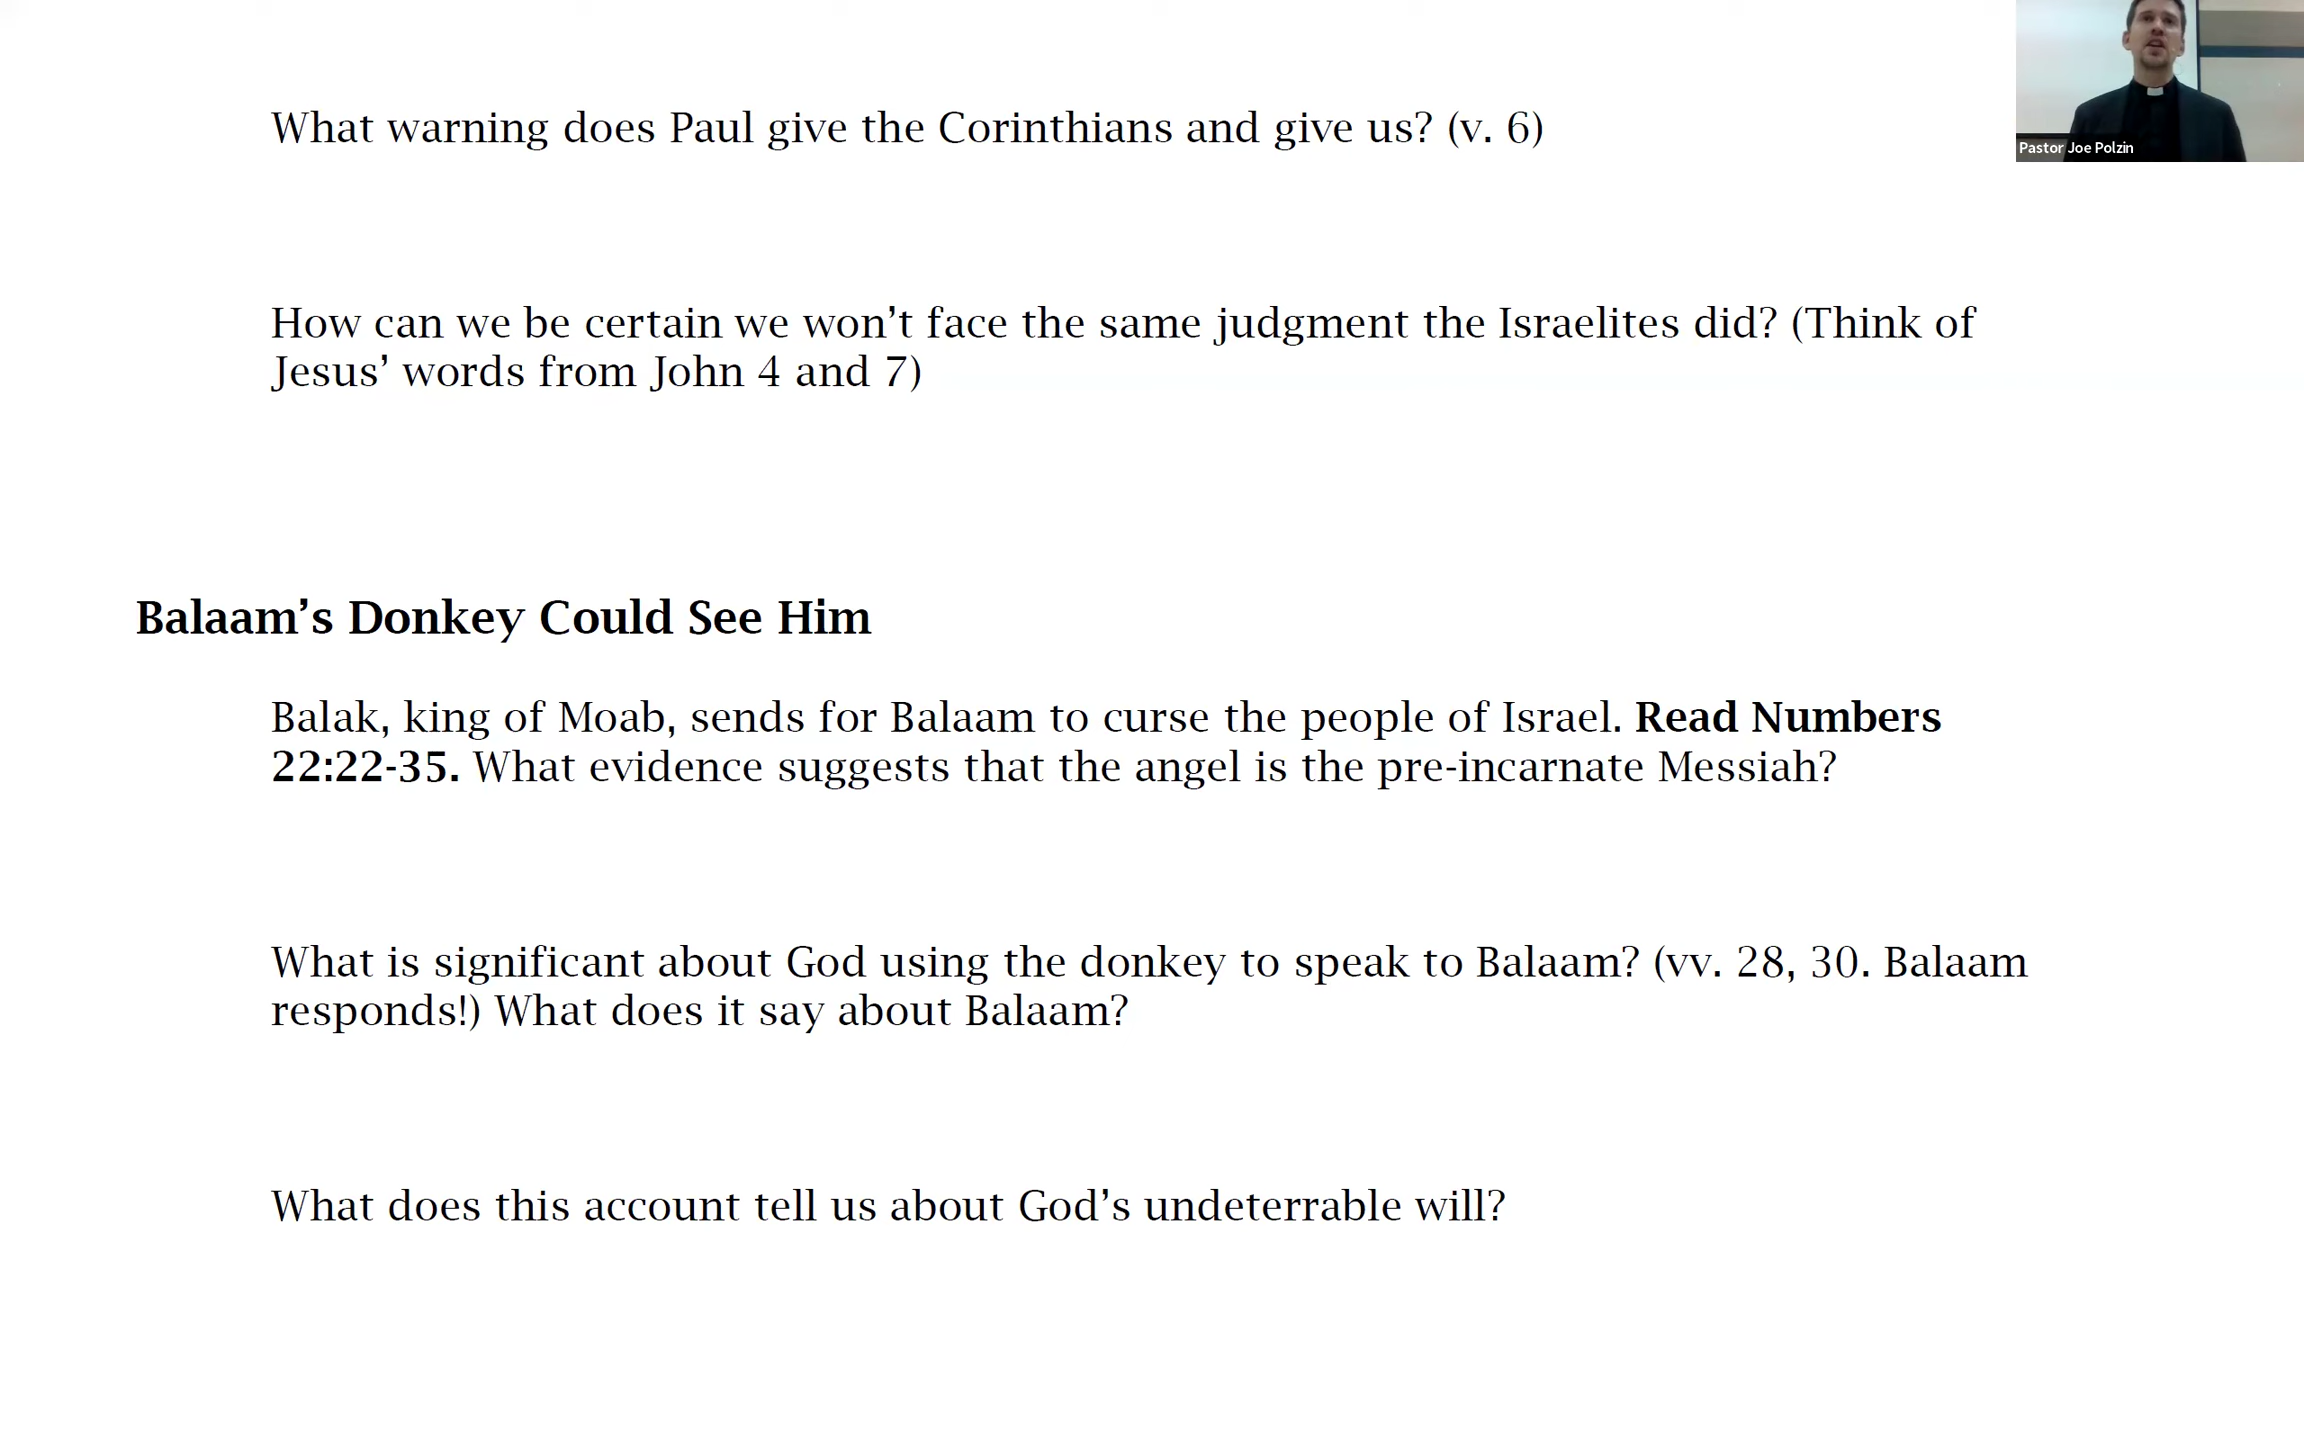 What warning does Paul give the Corinthians and give us? (v. 6)
Pastor Joe Polzin
How can we be certain we won’t face the same judgment the Israelites did? (Think of
Jesus’ words from John 4 and 7)
Balaam’s Donkey Could See Him
Balak, king of Moab, sends for Balaam to curse the people of Israel. Read Numbers
22:22-35. What evidence suggests that the angel is the pre-incarnate Messiah?
What is significant about God using the donkey to speak to Balaam? (vv. 28, 30. Balaam
responds!) What does it say about Balaam?
What does this account tell us about God’s undeterrable will?